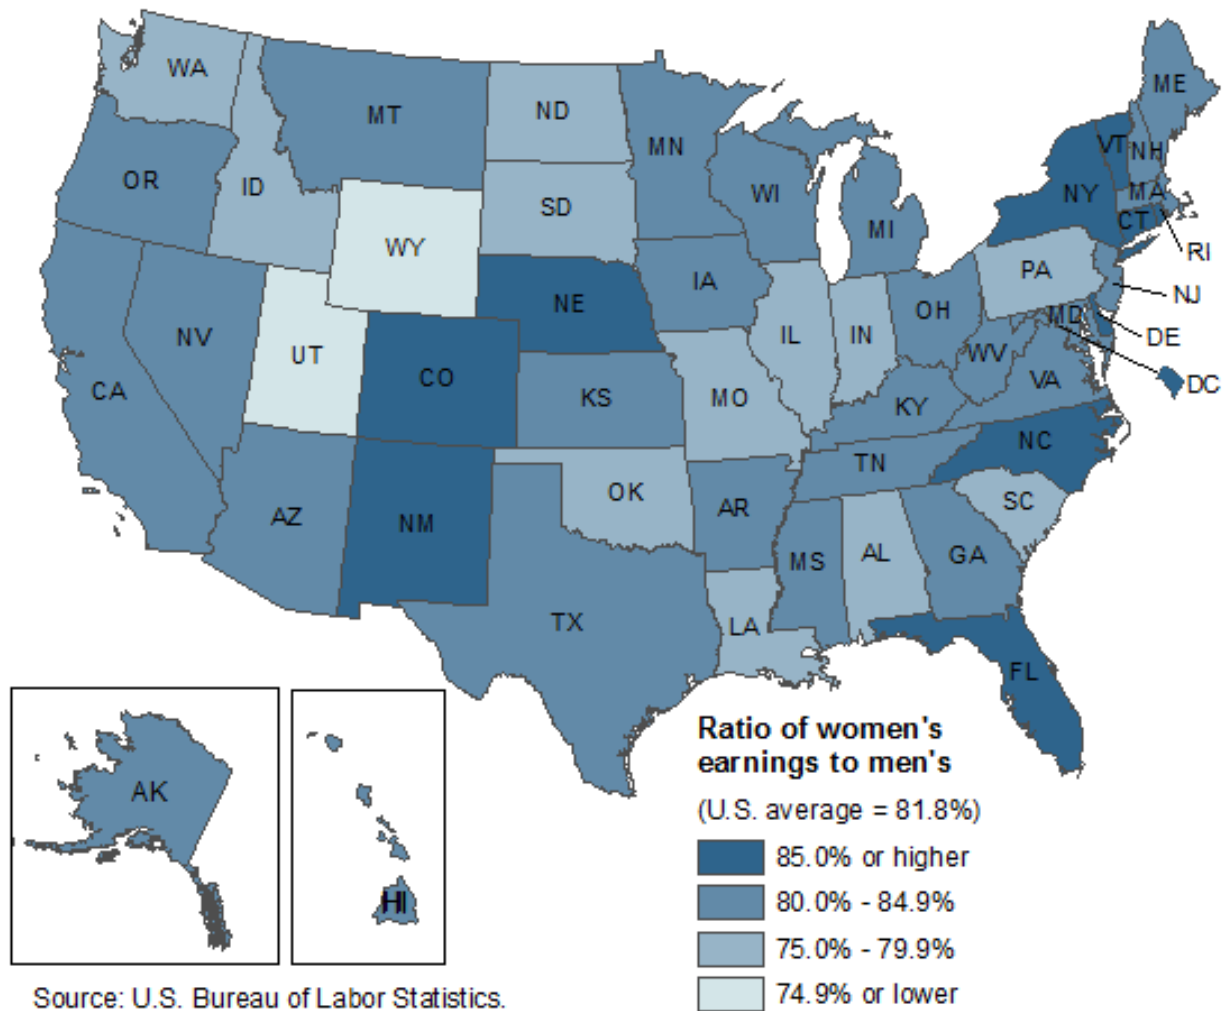 WA
MT
ND
MN
ME
VT
NH
OR
ID
SD
WI
MI
NY
MA
CT
RI
WY
IA
PA
NE
NJ
NV
UT
CO
IL
IN
OH
MD
DE
WV
VA
DC
CA
KS
MO
KY
NC
TN
OK
AR
SC
AZ
NM
MS
AL
GA
TX
LA
FL
AK
HI
Ratio of women's
earnings to men's
(U.S. average = 81.8%)
85.0% or higher
80.0% - 84.9%
75.0% - 79.9%
74.9% or lower
Source: U.S. Bureau of Labor Statistics.